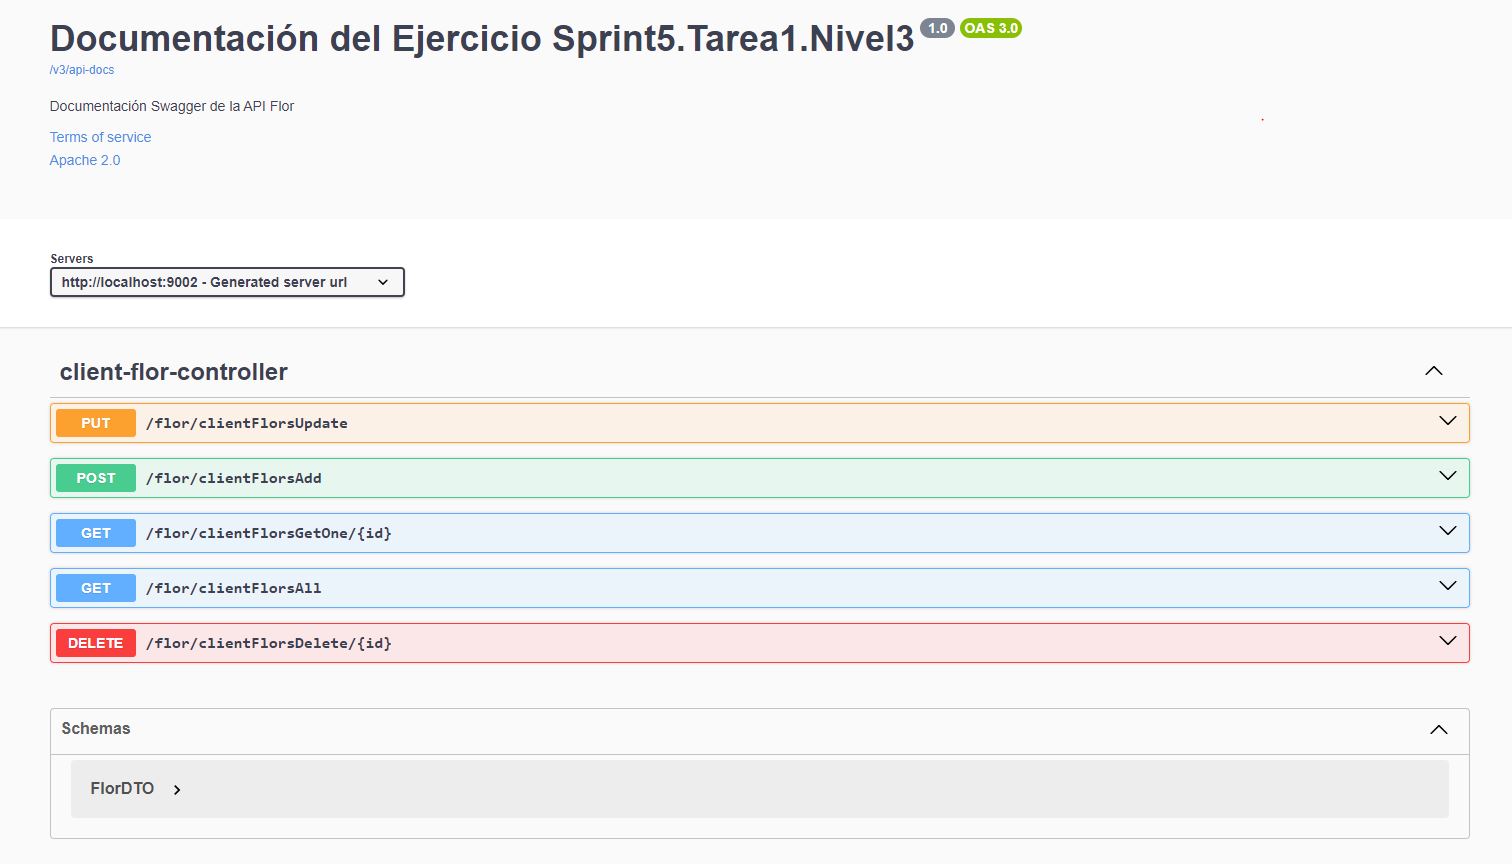 Documentación del Ejercicio Sprint5.Tarea1.Nivel3 1.0 OAS 3.0
/v3/api-docs
Documentación Swagger de la API Flor
Terms of service
Apache 2.0
Servers
http://localhost:9002 - Generated server url
client-flor-controller
PUT /flor/clientFlorsUpdate
POST /flor/clientFlorsAdd
GET /flor/clientFlorsGetOne/{id}
GET /flor/clientFlorsAll
DELETE /flor/clientFlorsDelete/{id}
Schemas
FlorDTO